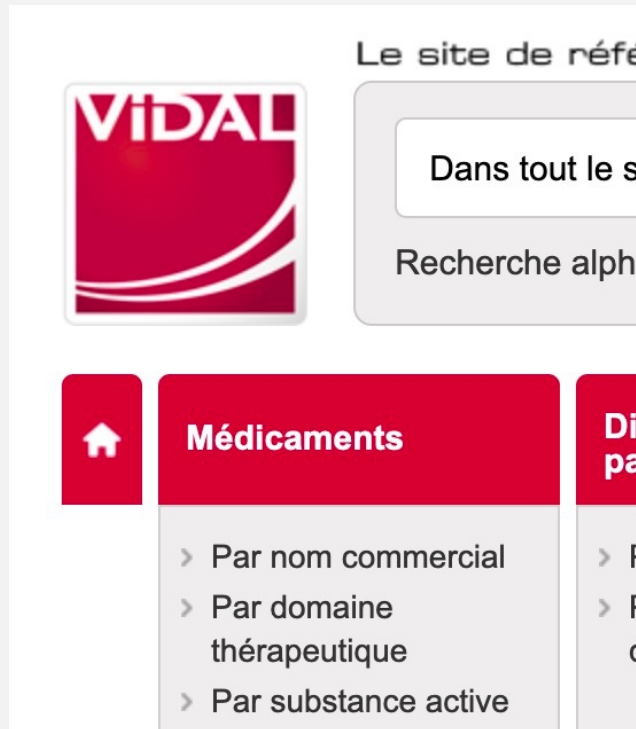 Le site de réfé
ViDAL
Dans tout le s
Recherche alph
Médicaments
Di
pa
Par nom commercial
Par domaine
thérapeutique
Par substance active